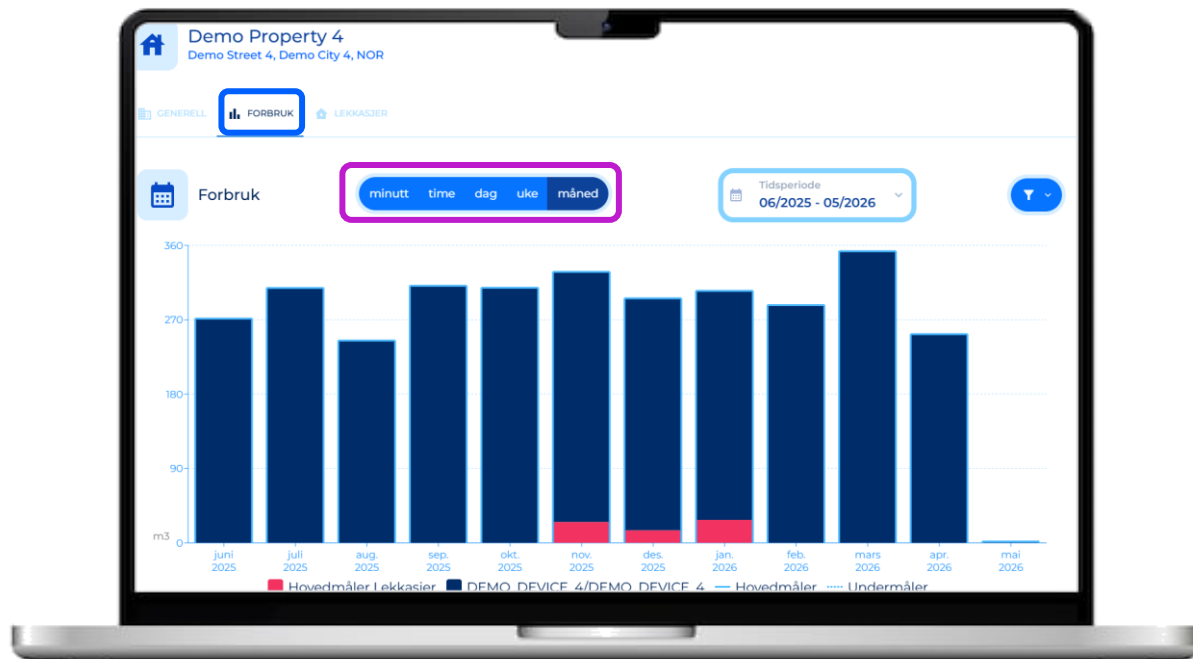 Demo Property 4
Demo Street 4, Demo City 4, NOR
GENERELL
FORBRUK
LEKKASJER
Forbruk
minutt time dag uke måned
Tidsperiode
06/2025 - 05/2026
360
270
180
90
m3 0
juni 2025
juli 2025
aug. 2025
sep. 2025
okt. 2025
nov. 2025
des. 2025
jan. 2026
feb. 2026
mars 2026
apr. 2026
mai 2026
Hovedmåler Lekkasjer DEMO_DEVICE_4/DEMO_DEVICE_4 Hovedmåler Undermåler